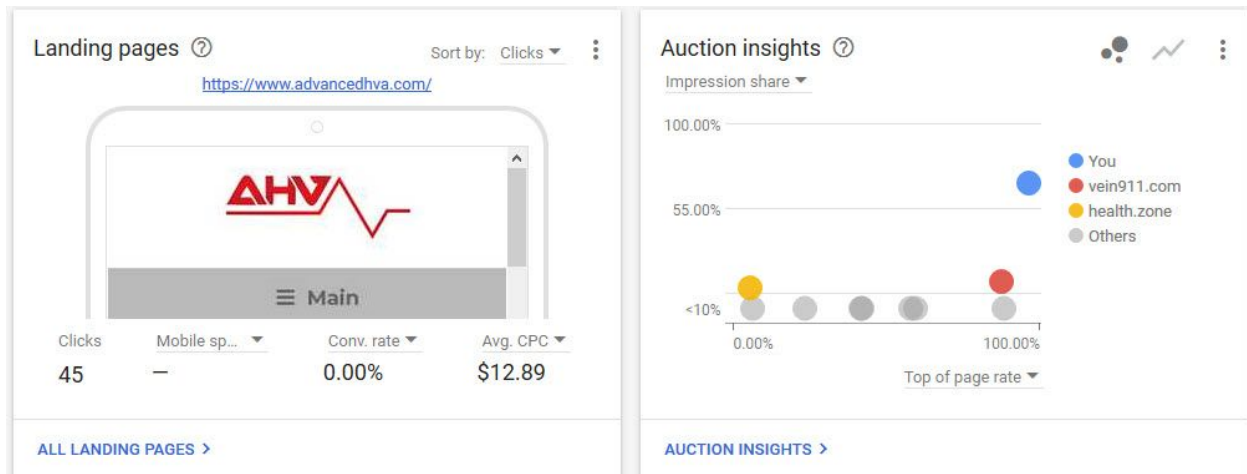 Landing pages
Sort by: Clicks
https://www.advancedhva.com/
AHV
Main
Clicks
Mobile sp...
Conv. rate
Avg. CPC
45
—
0.00%
$12.89
ALL LANDING PAGES
Auction insights
Impression share
100.00%
55.00%
<10%
0.00%
100.00%
Top of page rate
You
vein911.com
health.zone
Others
AUCTION INSIGHTS